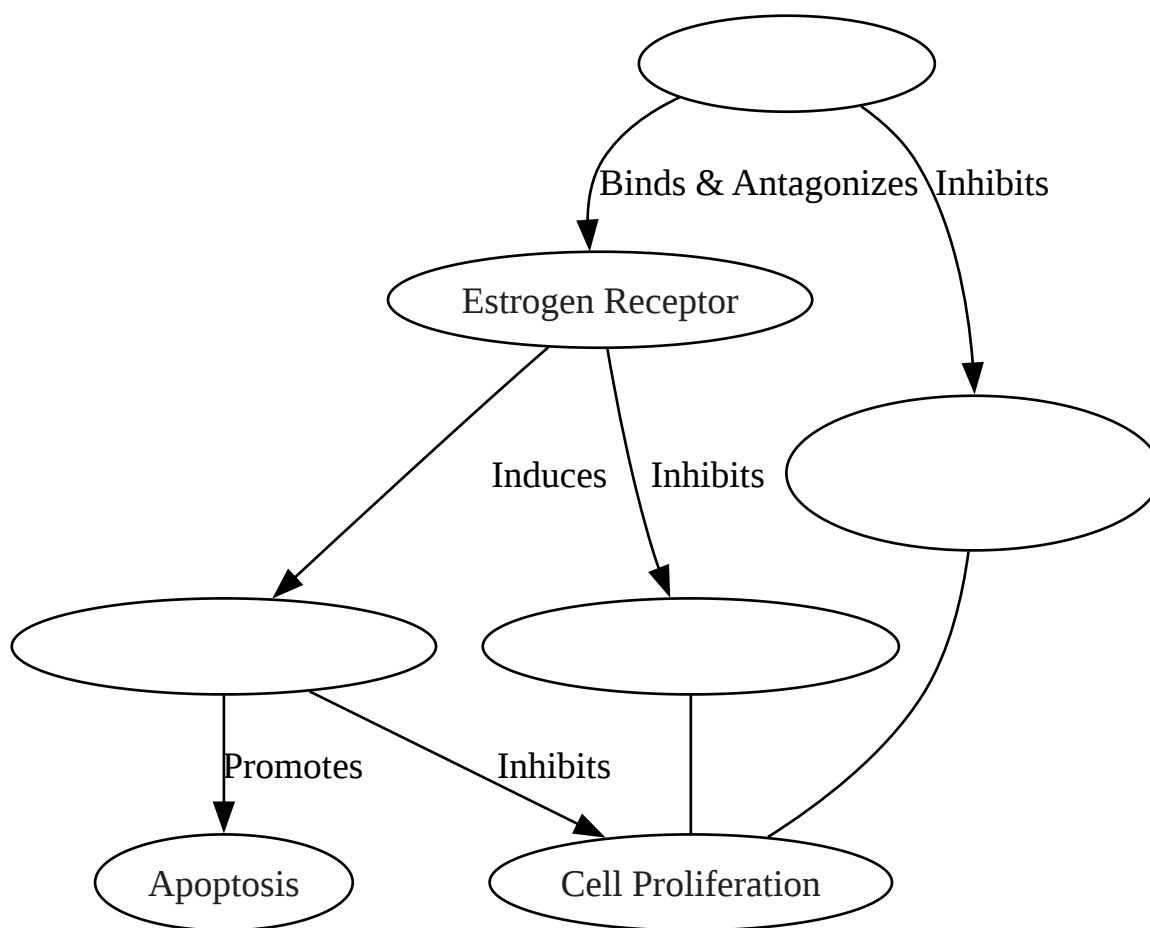 Binds & Antagonizes
Inhibits
Estrogen Receptor
Induces
Inhibits
Promotes
Inhibits
Apoptosis
Cell Proliferation